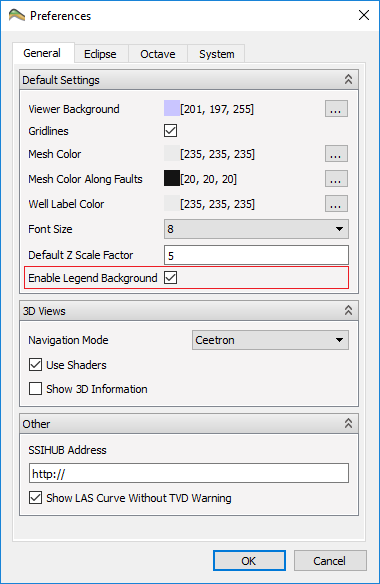 Preferences
General Eclipse Octave System
Default Settings
Viewer Background [201, 197, 255] ...
Gridlines
Mesh Color [235, 235, 235] ...
Mesh Color Along Faults [20, 20, 20] ...
Well Label Color [235, 235, 235] ...
Font Size 8
Default Z Scale Factor 5
Enable Legend Background
3D Views
Navigation Mode Ceetron
Use Shaders
Show 3D Information
Other
SSIHUB Address
http://
Show LAS Curve Without TVD Warning
OK Cancel